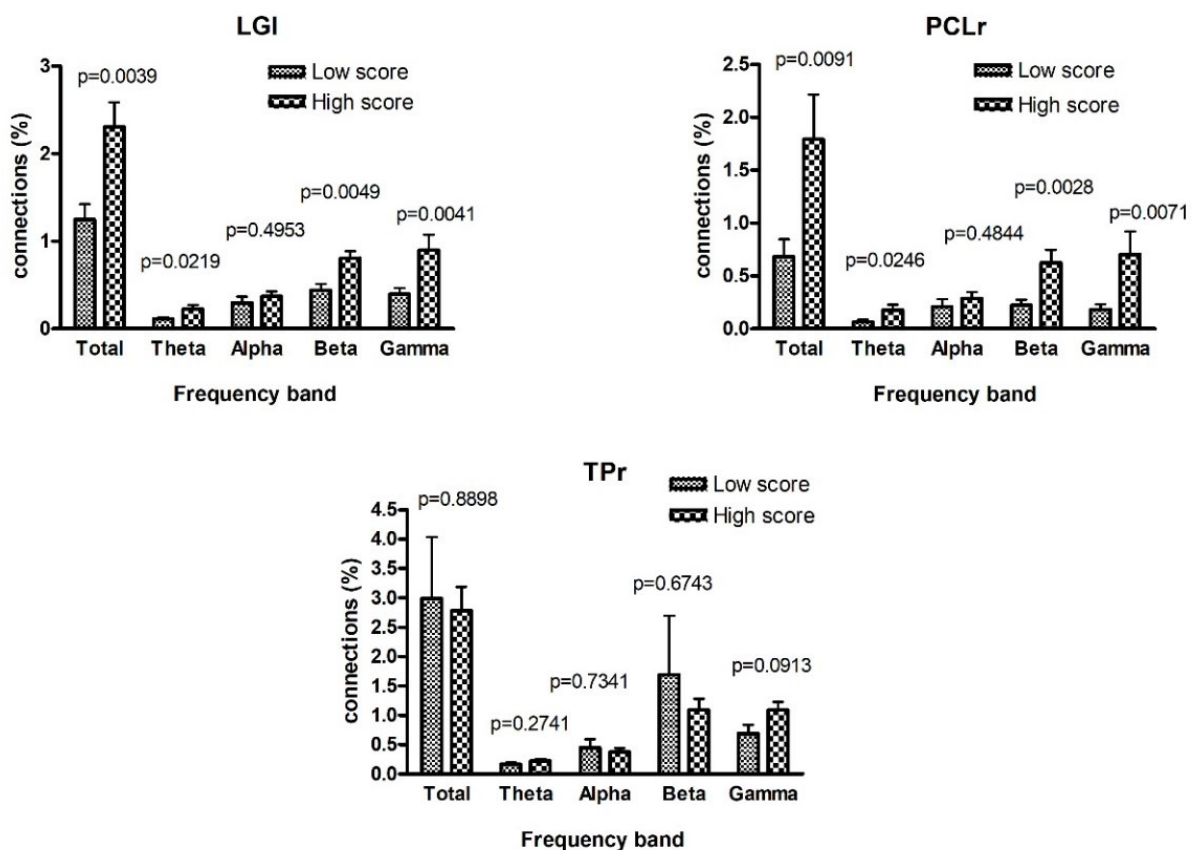 LGl
Low score
High score
p=0.0039
p=0.0219
p=0.4953
p=0.0049
p=0.0041
connections (%)
3
2
1
0
Total Theta Alpha Beta Gamma
Frequency band
PCLr
Low score
High score
p=0.0091
p=0.0246
p=0.4844
p=0.0028
p=0.0071
connections (%)
2.5
2.0
1.5
1.0
0.5
0.0
Total Theta Alpha Beta Gamma
Frequency band
TPr
Low score
High score
p=0.8898
p=0.2741
p=0.7341
p=0.6743
p=0.0913
connections (%)
4.5
4.0
3.5
3.0
2.5
2.0
1.5
1.0
0.5
0.0
Total Theta Alpha Beta Gamma
Frequency band